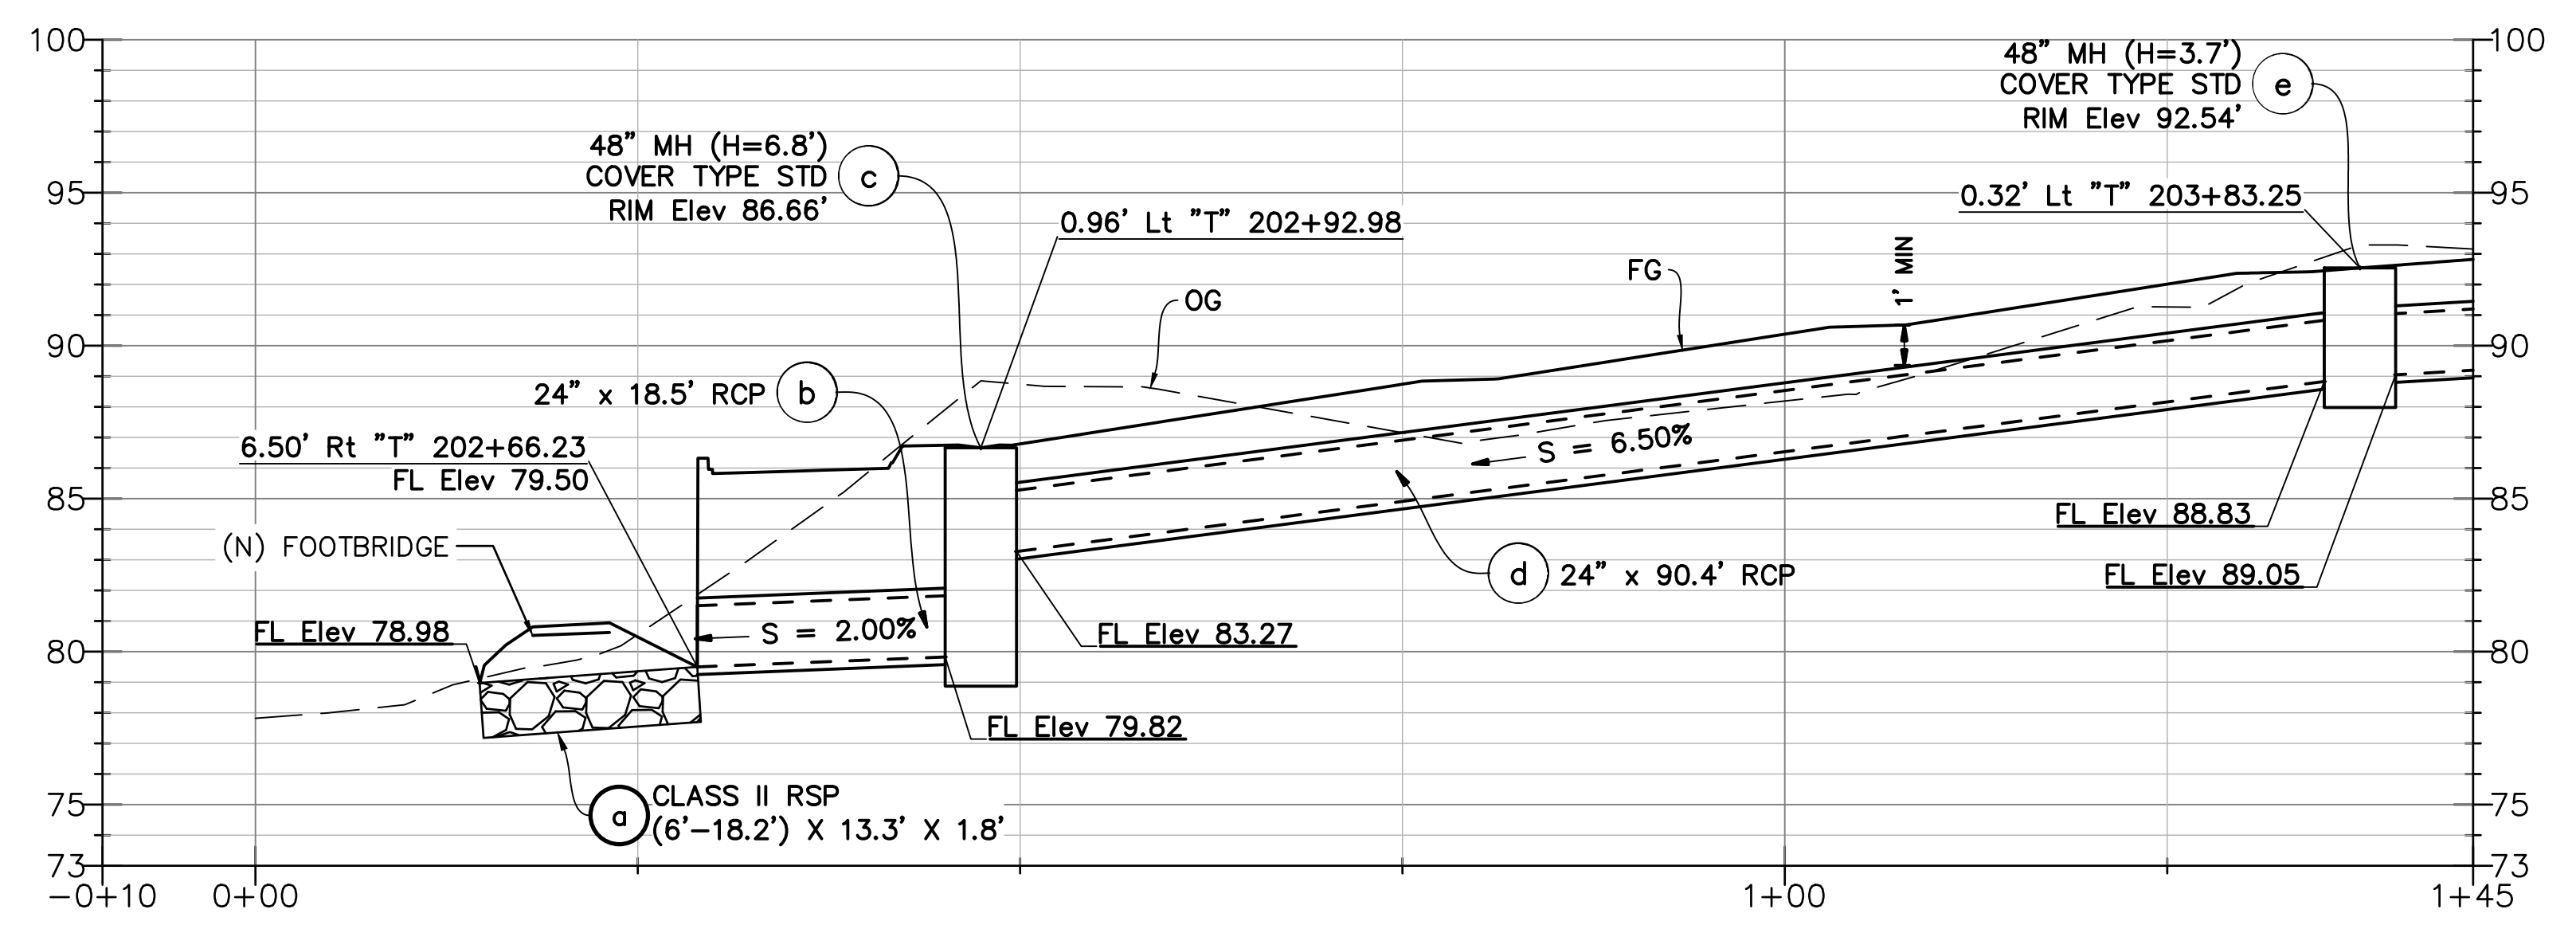 100
95
90
85
80
75
73
48" MH (H=6.8')
COVER TYPE STD
RIM Elev 86.66'
c
0.96' Lt "T" 202+92.98
48" MH (H=3.7')
COVER TYPE STD
RIM Elev 92.54'
e
0.32' Lt "T" 203+83.25
1' MIN
FG
OG
24" x 18.5' RCP
b
6.50' Rt "T" 202+66.23
FL Elev 79.50
(N) FOOTBRIDGE
FL Elev 78.98
S = 2.00%
S = 6.50%
d
24" x 90.4' RCP
FL Elev 83.27
FL Elev 79.82
FL Elev 88.83
FL Elev 89.05
a
CLASS II RSP
(6'-18.2') X 13.3' X 1.8'
100
95
90
85
80
75
73
-0+10
0+00
1+00
1+45